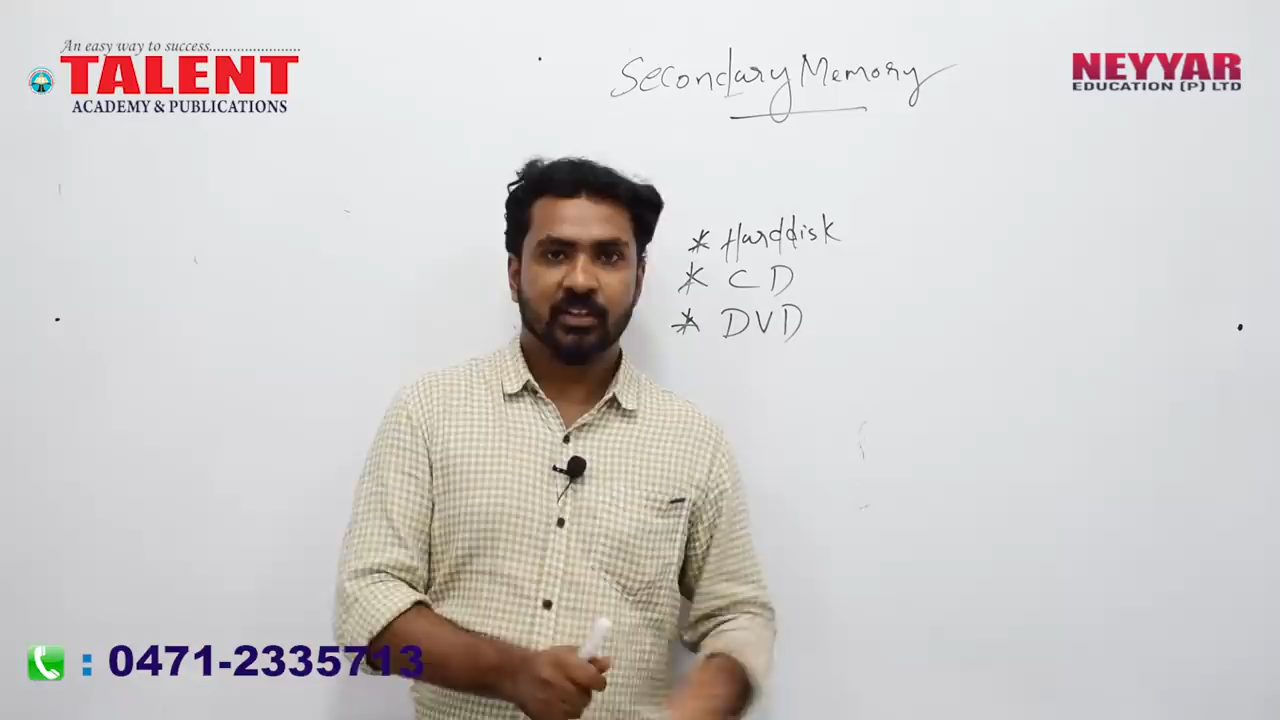 An easy way to success.......................
TALENT
ACADEMY & PUBLICATIONS
NEYYAR
EDUCATION (P) LTD
Secondary Memory
* Harddisk
* CD
* DVD
: 0471-2335713